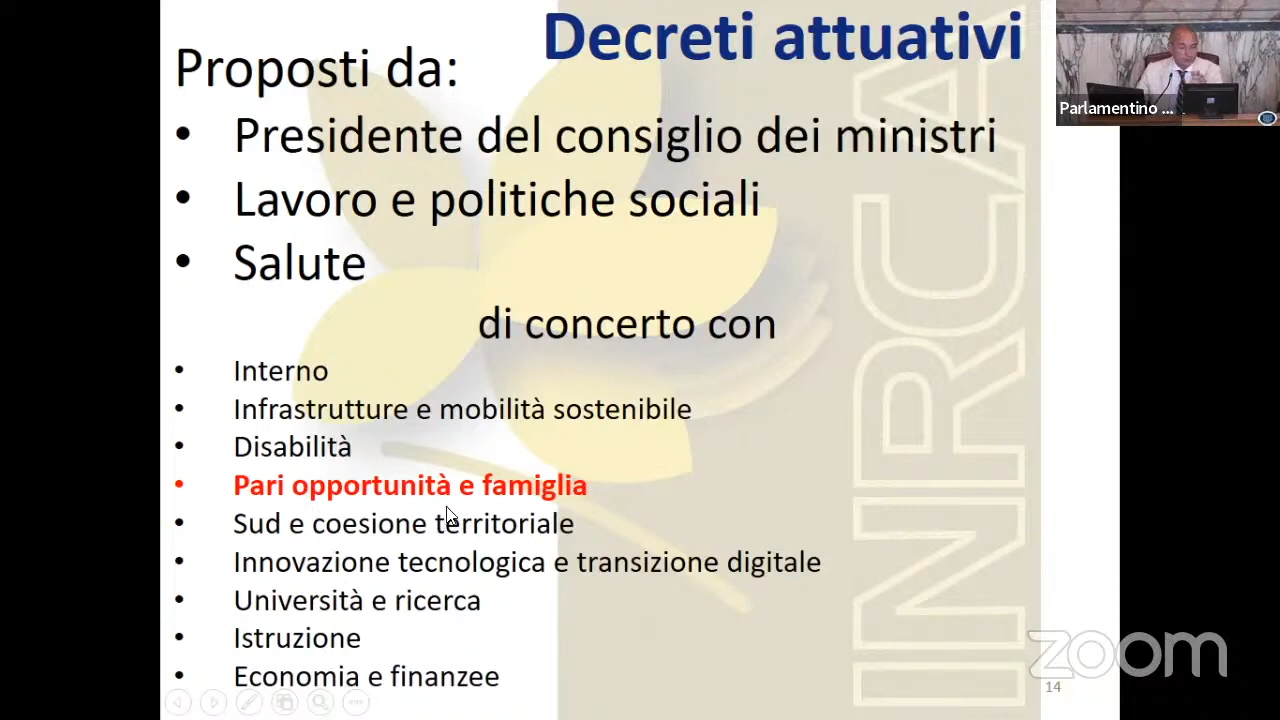 Decreti attuativi
Proposti da:
• Presidente del consiglio dei ministri
• Lavoro e politiche sociali
• Salute
di concerto con
• Interno
• Infrastrutture e mobilità sostenibile
• Disabilità
• Pari opportunità e famiglia
• Sud e coesione territoriale
• Innovazione tecnologica e transizione digitale
• Università e ricerca
• Istruzione
• Economia e finanzee
INRCA
Parlamentino ...
zoom
14